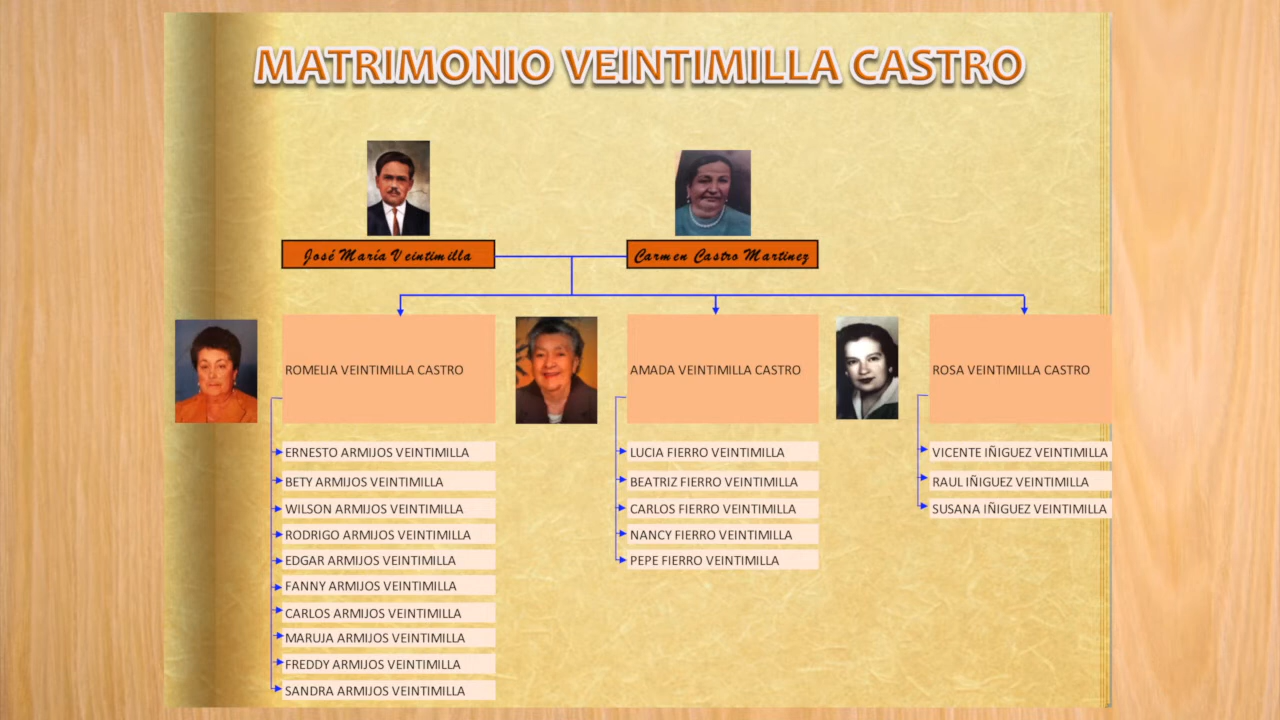 MATRIMONIO VEINTIMILLA CASTRO
José María Veintimilla
Carmen Castro Martinez
ROMELIA VEINTIMILLA CASTRO
AMADA VEINTIMILLA CASTRO
ROSA VEINTIMILLA CASTRO
ERNESTO ARMIJOS VEINTIMILLA
BETY ARMIJOS VEINTIMILLA
WILSON ARMIJOS VEINTIMILLA
RODRIGO ARMIJOS VEINTIMILLA
EDGAR ARMIJOS VEINTIMILLA
FANNY ARMIJOS VEINTIMILLA
CARLOS ARMIJOS VEINTIMILLA
MARUJA ARMIJOS VEINTIMILLA
FREDDY ARMIJOS VEINTIMILLA
SANDRA ARMIJOS VEINTIMILLA
LUCIA FIERRO VEINTIMILLA
BEATRIZ FIERRO VEINTIMILLA
CARLOS FIERRO VEINTIMILLA
NANCY FIERRO VEINTIMILLA
PEPE FIERRO VEINTIMILLA
VICENTE IÑIGUEZ VEINTIMILLA
RAUL IÑIGUEZ VEINTIMILLA
SUSANA IÑIGUEZ VEINTIMILLA